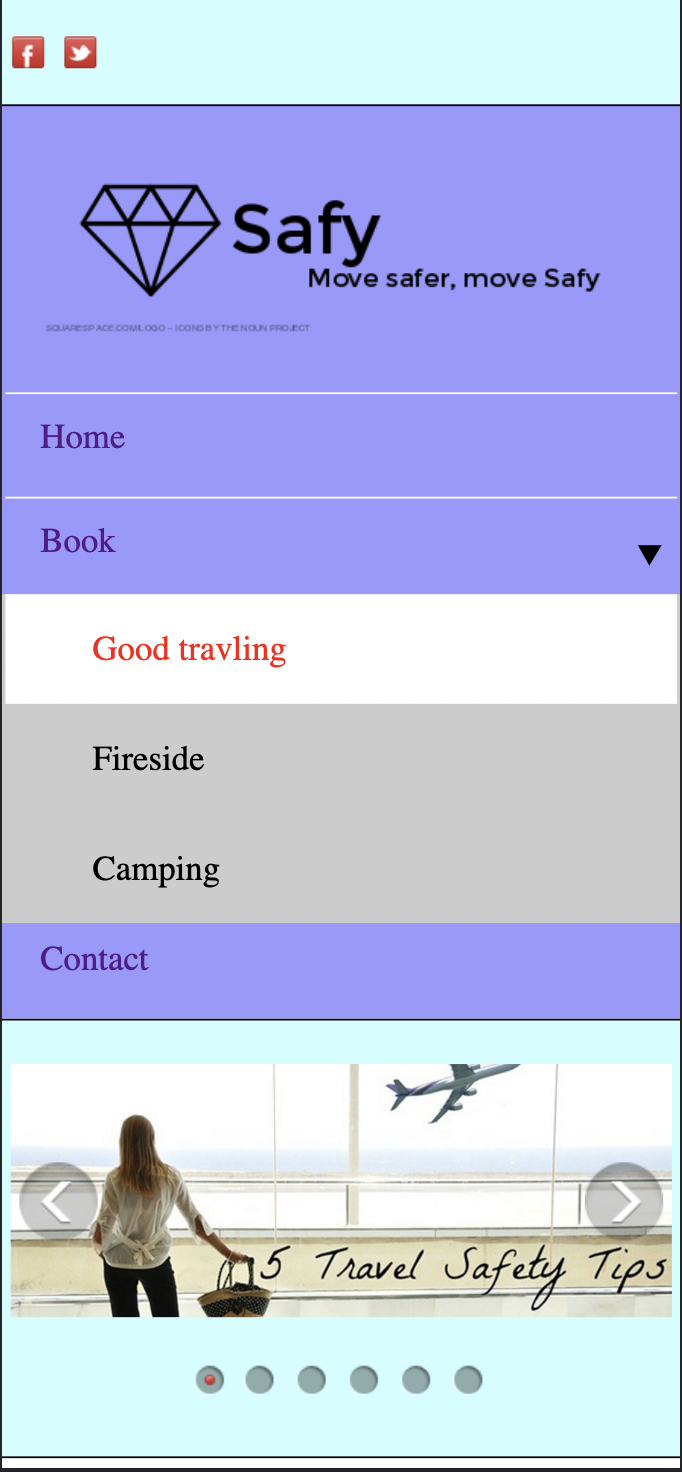 Safy
Move safer, move Safy
SQUARESPACE.COM/LOGO – ICONS BY THE NOUN PROJECT
Home
Book
Good travling
Fireside
Camping
Contact
5 Travel Safety Tips